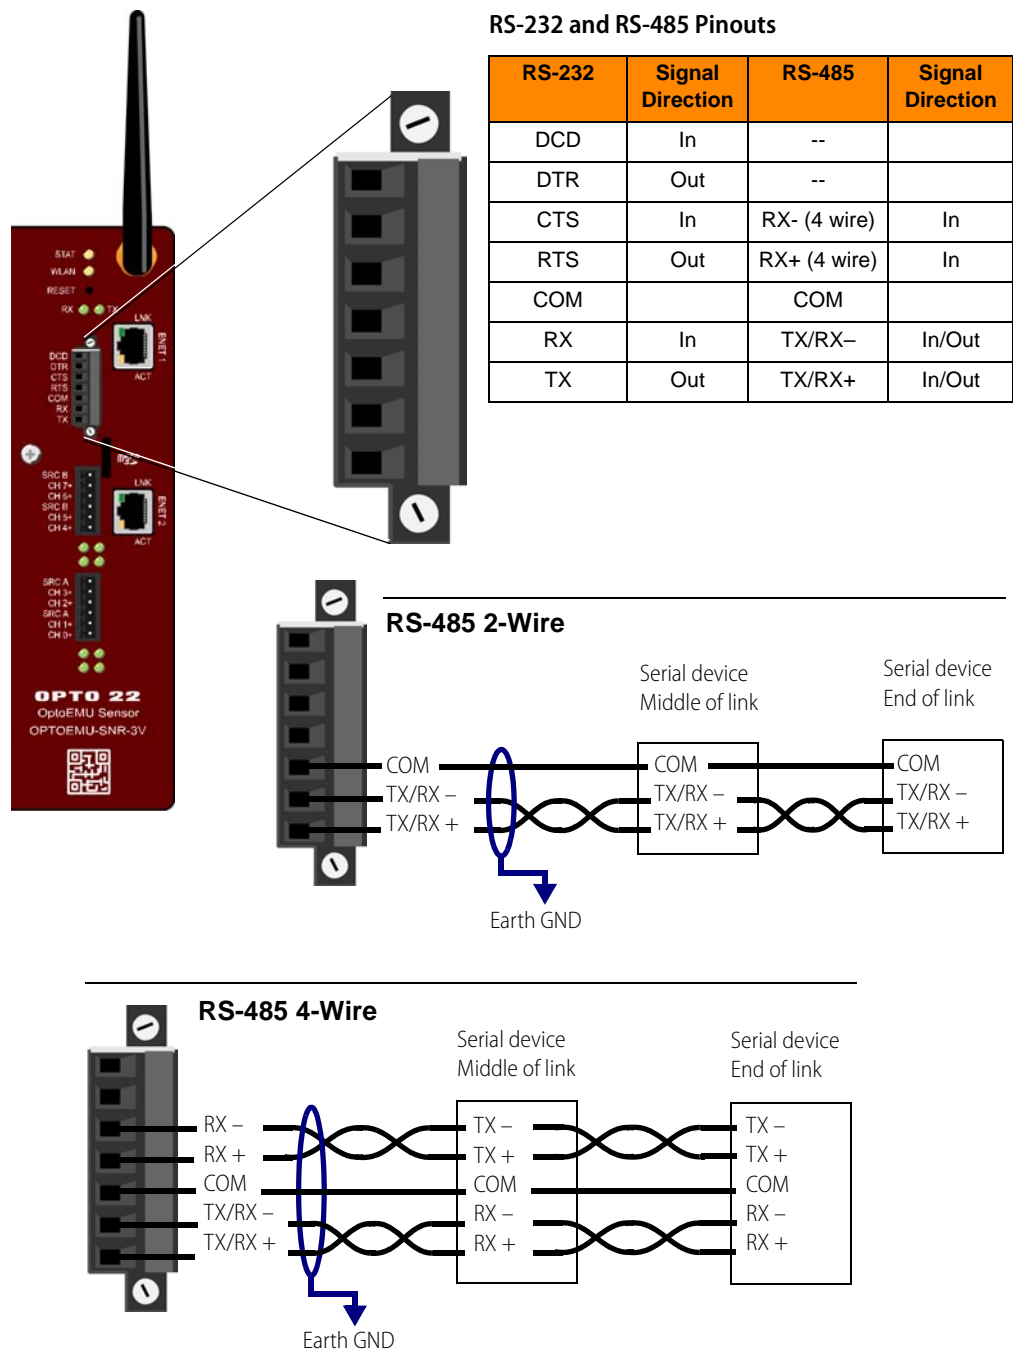 RS-232 and RS-485 Pinouts
RS-232 Signal Direction RS-485 Signal Direction
DCD In --
DTR Out --
CTS In RX- (4 wire) In
RTS Out RX+ (4 wire) In
COM COM
RX In TX/RX– In/Out
TX Out TX/RX+ In/Out
STAT
WLAN
RESET
RX TX
LNK
ENET 1
ACT
DCD
DTR
CTS
RTS
COM
RX
TX
SRC B
CH 7+
CH 6+
SRC B
CH 5+
CH 4+
LNK
ENET 2
ACT
SRC A
CH 3+
CH 2+
SRC A
CH 1+
CH 0+
OPTO 22
OptoEMU Sensor
OPTOEMU-SNR-3V
RS-485 2-Wire
Serial device
Middle of link
Serial device
End of link
COM COM COM
TX/RX – TX/RX – TX/RX –
TX/RX + TX/RX + TX/RX +
Earth GND
RS-485 4-Wire
Serial device
Middle of link
Serial device
End of link
RX – TX – TX –
RX + TX + TX +
COM COM COM
TX/RX – RX – RX –
TX/RX + RX + RX +
Earth GND